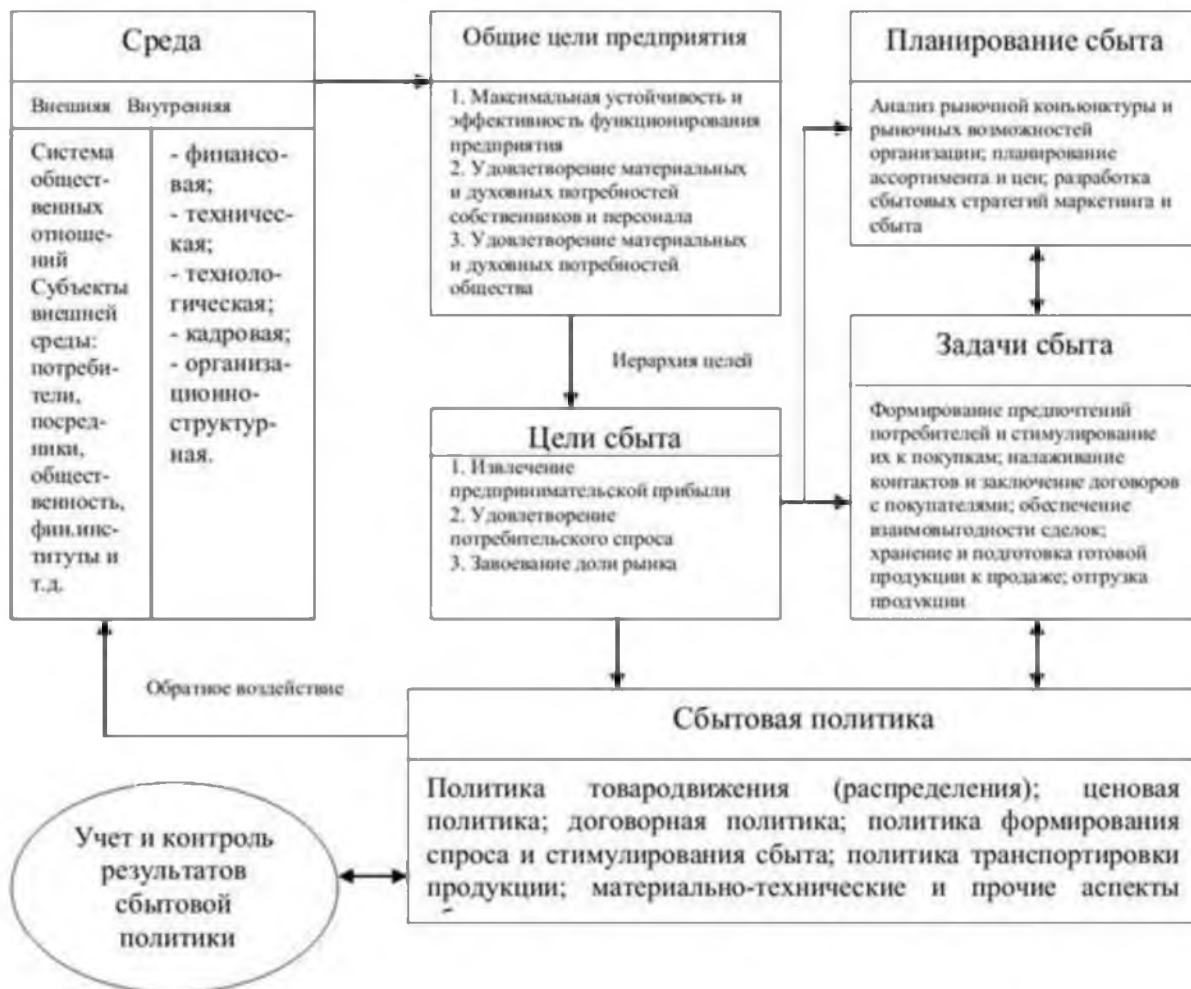 Среда
Внешняя Внутренняя
Система
общест-
венных
отноше-
ний
Субъекты
внешней
среды:
потреби-
тели,
посред-
ники,
общест-
венность,
фин.инс-
титуты и
т.д.
- финансо-
вая;
- техничес-
кая;
- техноло-
гическая;
- кадровая;
- организа-
ционно-
структур-
ная.
Общие цели предприятия
1. Максимальная устойчивость и
эффективность функционирования
предприятия
2. Удовлетворение материальных
и духовных потребностей
собственников и персонала
3. Удовлетворение материальных
и духовных потребностей
общества
Иерархия целей
Цели сбыта
1. Извлечение
предпринимательской прибыли
2. Удовлетворение
потребительского спроса
3. Завоевание доли рынка
Планирование сбыта
Анализ рыночной конъюнктуры и
рыночных возможностей
организации; планирование
ассортимента и цен; разработка
сбытовых стратегий маркетинга и
сбыта
Задачи сбыта
Формирование предпочтений
потребителей и стимулирование
их к покупкам; налаживание
контактов и заключение договоров
с покупателями; обеспечение
взаимовыгодности сделок;
хранение и подготовка готовой
продукции к продаже; отгрузка
продукции
Обратное воздействие
Сбытовая политика
Политика товародвижения (распределения); ценовая
политика; договорная политика; политика формирования
спроса и стимулирования сбыта; политика транспортировки
продукции; материально-технические и прочие аспекты
Учет и контроль
результатов
сбытовой
политики